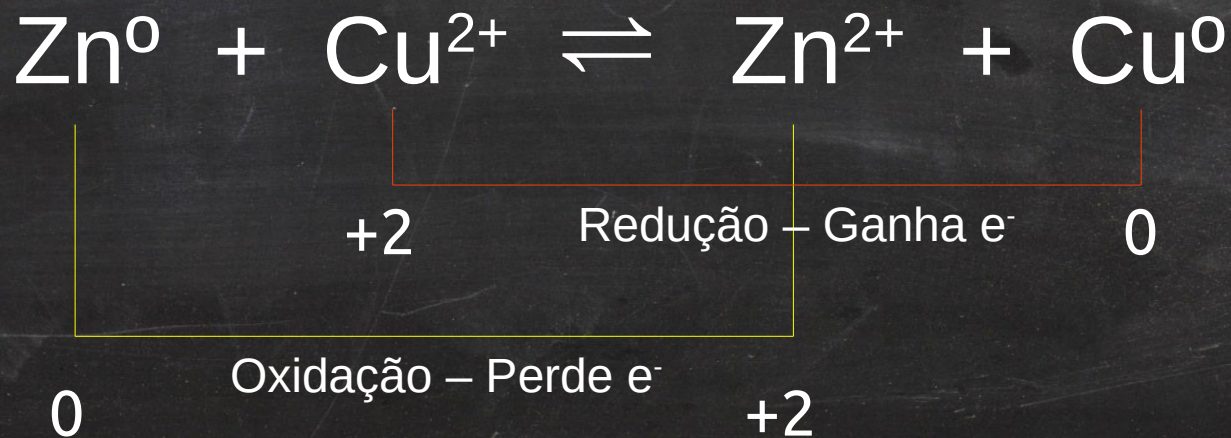 Znº + Cu²⁺ ⇌ Zn²⁺ + Cuº
+2 Redução – Ganha e⁻ 0
Oxidação – Perde e⁻
0 +2